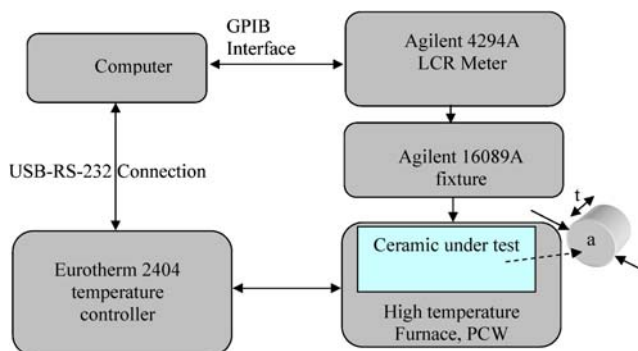 GPIB
Interface
Computer
Agilent 4294A
LCR Meter
Agilent 16089A
fixture
USB-RS-232 Connection
t
a
Ceramic under test
Eurotherm 2404
temperature
controller
High temperature
Furnace, PCW